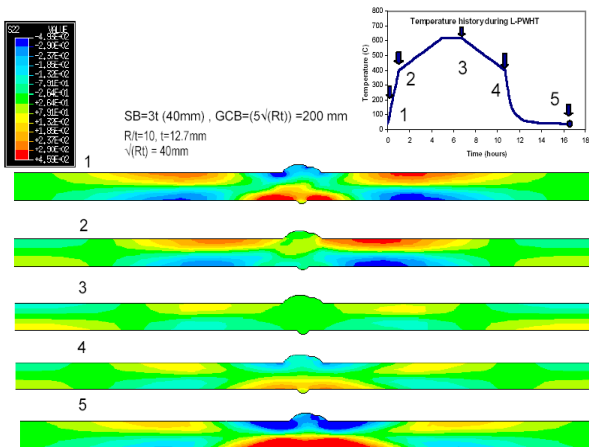 S22 VALUE
-4.98E-02
-2.90E-02
-2.37E-02
-1.85E-02
-1.32E-02
-7.91E-01
-2.64E-01
+2.64E-01
+7.91E-01
+1.32E-02
+1.85E-02
+2.37E-02
+2.90E-02
+4.59E-02
SB=3t (40mm) , GCB=(5√(Rt)) =200 mm
R/t=10, t=12.7mm
√(Rt) = 40mm
Temperature history during L-PWHT
Temperature (C)
800
700
600
500
400
300
200
100
0
0 2 4 6 8 10 12 14 16 18
Time (hours)
1
2
3
4
5
1
2
3
4
5